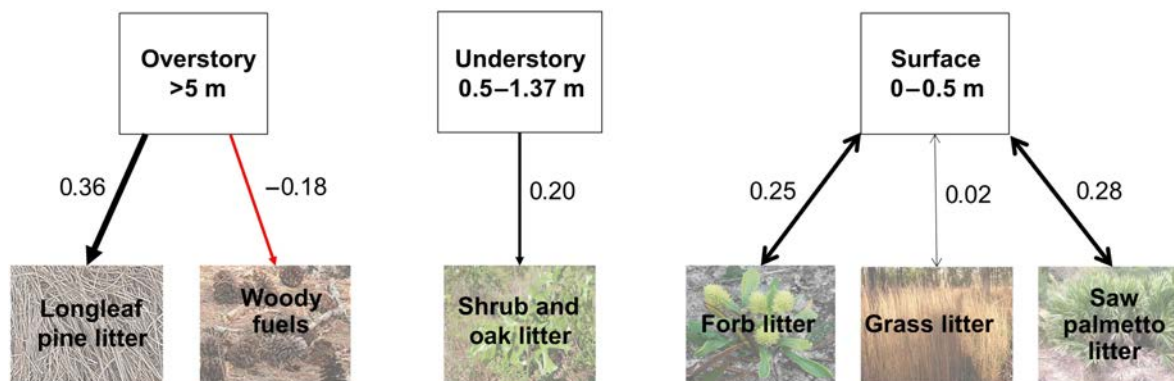 Overstory
>5 m
Understory
0.5–1.37 m
Surface
0–0.5 m
0.36
–0.18
0.20
0.25
0.02
0.28
Longleaf
pine litter
Woody
fuels
Shrub and
oak litter
Forb litter
Grass litter
Saw
palmetto
litter